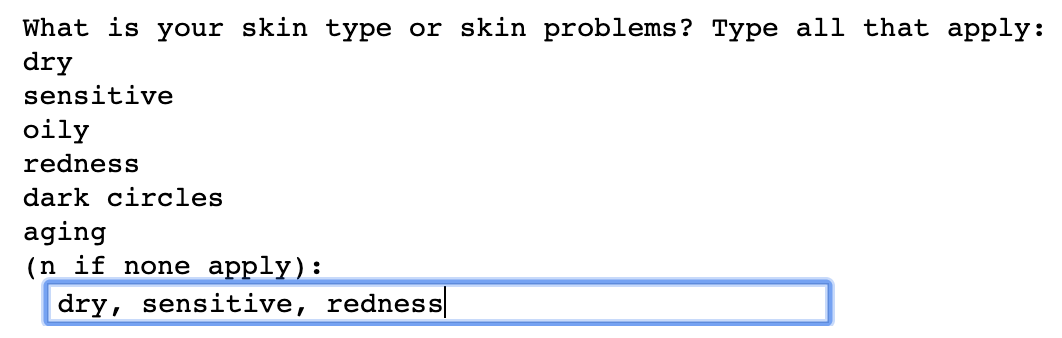 What is your skin type or skin problems? Type all that apply:
dry
sensitive
oily
redness
dark circles
aging
(n if none apply):
dry, sensitive, redness